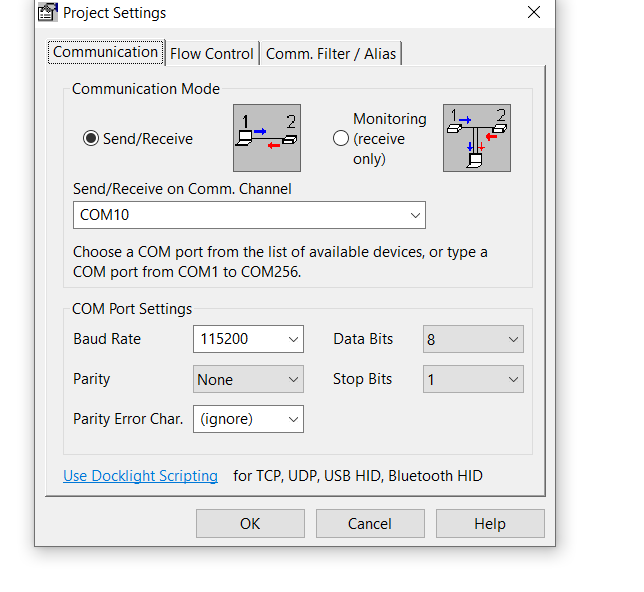 Project Settings
Communication
Flow Control
Comm. Filter / Alias
Communication Mode
Send/Receive
1 2
Monitoring
(receive
only)
1 2
Send/Receive on Comm. Channel
COM10
Choose a COM port from the list of available devices, or type a
COM port from COM1 to COM256.
COM Port Settings
Baud Rate 115200 Data Bits 8
Parity None Stop Bits 1
Parity Error Char. (ignore)
Use Docklight Scripting for TCP, UDP, USB HID, Bluetooth HID
OK Cancel Help